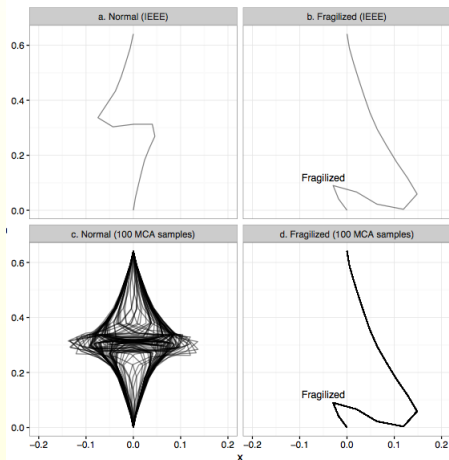 a. Normal (IEEE)
b. Fragilized (IEEE)
0.6
0.4
0.2
0.0
Fragilized
c. Normal (100 MCA samples)
d. Fragilized (100 MCA samples)
0.6
0.4
0.2
0.0
Fragilized
−0.2 −0.1 0.0 0.1 0.2
−0.2 −0.1 0.0 0.1 0.2
x